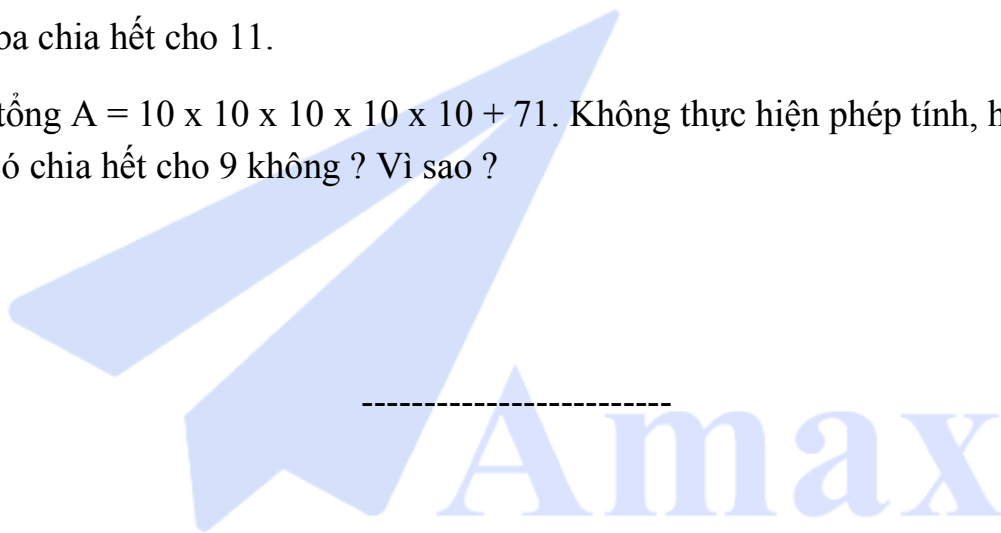 ba chia hết cho 11.
tổng A = 10 x 10 x 10 x 10 x 10 + 71. Không thực hiện phép tính, h
ó chia hết cho 9 không ? Vì sao ?
-------------------------
Amax